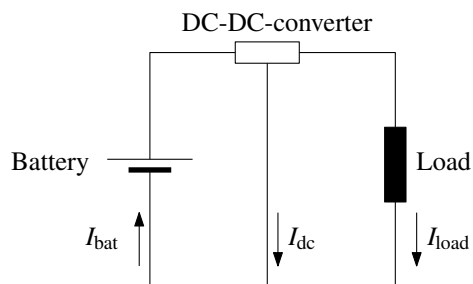 DC-DC-converter
Battery
Load
I_bat
I_dc
I_load